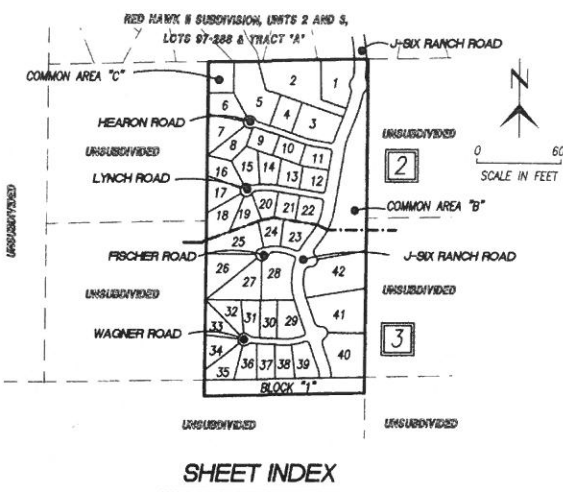 RED HAWK II SUBDIVISION, UNITS 2 AND 3,
LOTS 97-288 & TRACT "A"
J-SIX RANCH ROAD
COMMON AREA "C"
2
1
N
6
5
4
3
HEARON ROAD
7
8
9
10
11
UNSUBDIVIDED
UNSUBDIVIDED
2
0
60
SCALE IN FEET
16
15
14
13
12
LYNCH ROAD
17
18
19
20
21
22
COMMON AREA "B"
UNSUBDIVIDED
25
24
23
FISCHER ROAD
J-SIX RANCH ROAD
26
27
28
42
UNSUBDIVIDED
UNSUBDIVIDED
32
31
30
29
41
33
WAGNER ROAD
3
34
35
36
37
38
39
40
BLOCK "1"
UNSUBDIVIDED
UNSUBDIVIDED
SHEET INDEX